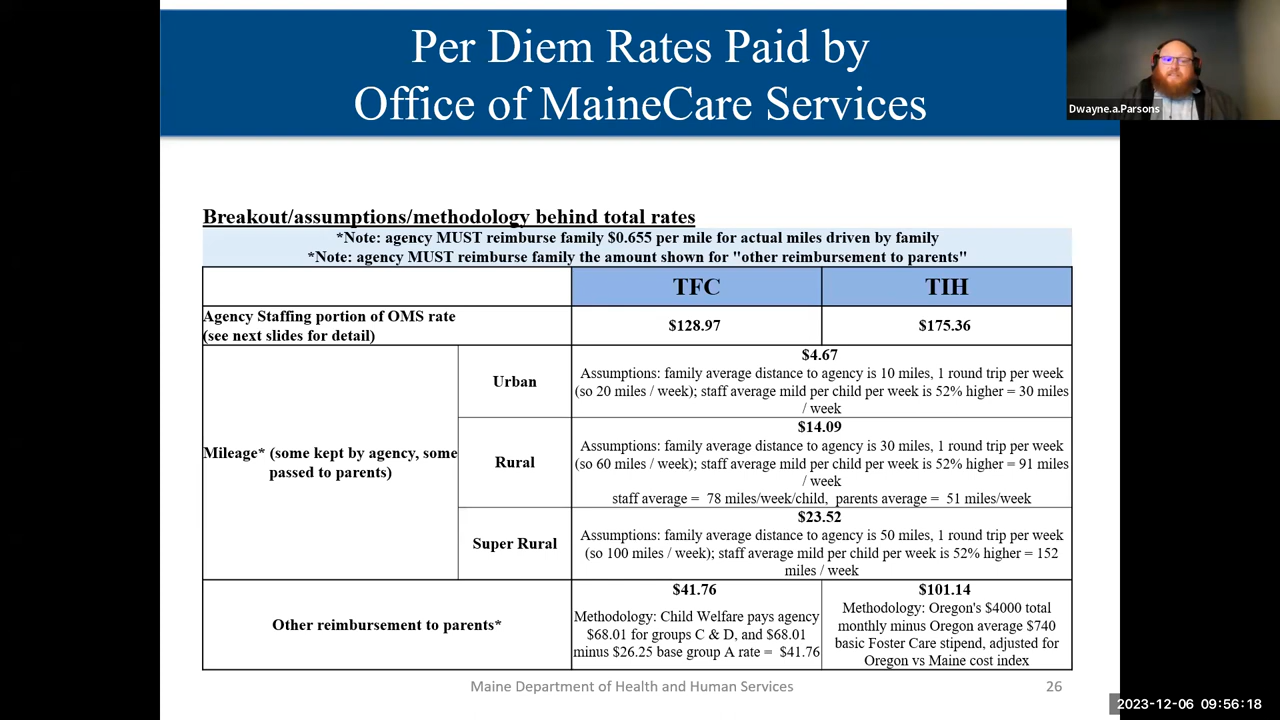 Per Diem Rates Paid by
Office of MaineCare Services
Dwayne.a.Parsons
Breakout/assumptions/methodology behind total rates
*Note: agency MUST reimburse family $0.655 per mile for actual miles driven by family
*Note: agency MUST reimburse family the amount shown for "other reimbursement to parents"
TFC
TIH
Agency Staffing portion of OMS rate
(see next slides for detail)
$128.97
$175.36
Mileage* (some kept by agency, some
passed to parents)
Urban
$4.67
Assumptions: family average distance to agency is 10 miles, 1 round trip per week
(so 20 miles / week); staff average mild per child per week is 52% higher = 30 miles
/ week
Rural
$14.09
Assumptions: family average distance to agency is 30 miles, 1 round trip per week
(so 60 miles / week); staff average mild per child per week is 52% higher = 91 miles
/ week
staff average = 78 miles/week/child, parents average = 51 miles/week
Super Rural
$23.52
Assumptions: family average distance to agency is 50 miles, 1 round trip per week
(so 100 miles / week); staff average mild per child per week is 52% higher = 152
miles / week
Other reimbursement to parents*
$41.76
Methodology: Child Welfare pays agency
$68.01 for groups C & D, and $68.01
minus $26.25 base group A rate = $41.76
$101.14
Methodology: Oregon's $4000 total
monthly minus Oregon average $740
basic Foster Care stipend, adjusted for
Oregon vs Maine cost index
Maine Department of Health and Human Services
26
2023-12-06 09:56:18